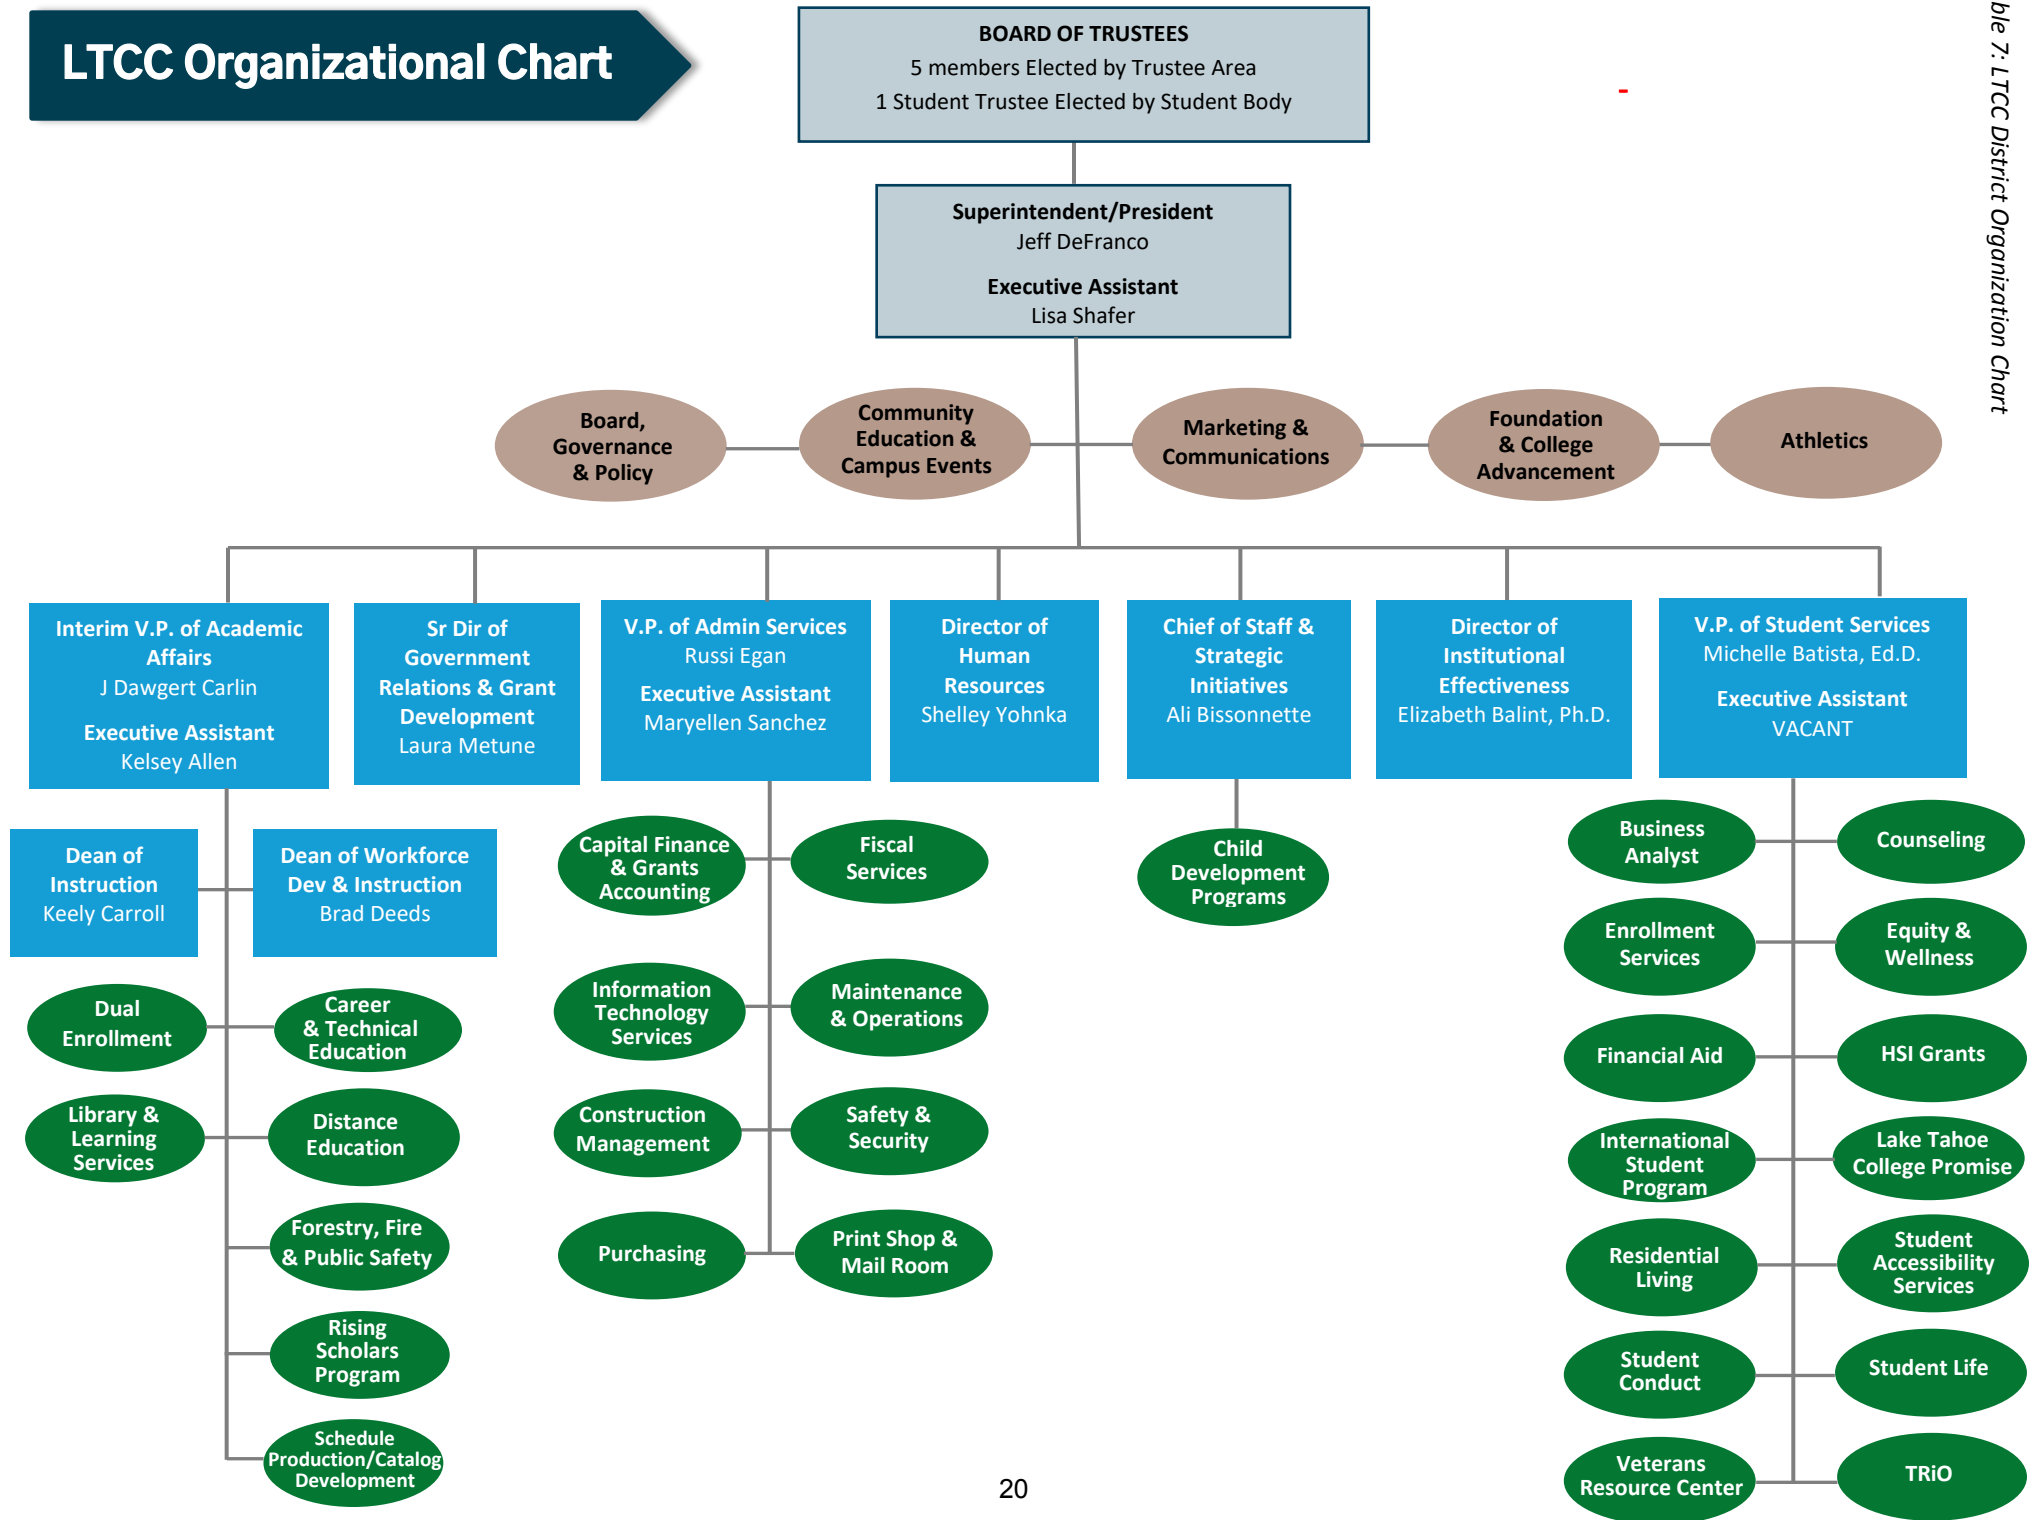 LTCC Organizational Chart
BOARD OF TRUSTEES
5 members Elected by Trustee Area
1 Student Trustee Elected by Student Body
ble 7: LTCC District Organization Chart
Superintendent/President
Jeff DeFranco
Executive Assistant
Lisa Shafer
Board,
Governance
& Policy
Community
Education &
Campus Events
Marketing &
Communications
Foundation
& College
Advancement
Athletics
Interim V.P. of Academic
Affairs
J Dawgert Carlin
Executive Assistant
Kelsey Allen
Sr Dir of
Government
Relations & Grant
Development
Laura Metune
V.P. of Admin Services
Russi Egan
Executive Assistant
Maryellen Sanchez
Director of
Human
Resources
Shelley Yohnka
Chief of Staff &
Strategic
Initiatives
Ali Bissonnette
Director of
Institutional
Effectiveness
Elizabeth Balint, Ph.D.
V.P. of Student Services
Michelle Batista, Ed.D.
Executive Assistant
VACANT
Dean of
Instruction
Keely Carroll
Dean of Workforce
Dev & Instruction
Brad Deeds
Dual
Enrollment
Career
& Technical
Education
Library &
Learning
Services
Distance
Education
Forestry, Fire
& Public Safety
Rising
Scholars
Program
Schedule
Production/Catalog
Development
Capital Finance
& Grants
Accounting
Fiscal
Services
Information
Technology
Services
Maintenance
& Operations
Construction
Management
Safety &
Security
Purchasing
Print Shop &
Mail Room
Child
Development
Programs
Business
Analyst
Counseling
Enrollment
Services
Equity &
Wellness
Financial Aid
HSI Grants
International
Student
Program
Lake Tahoe
College Promise
Residential
Living
Student
Accessibility
Services
Student
Conduct
Student Life
Veterans
Resource Center
TRiO
20